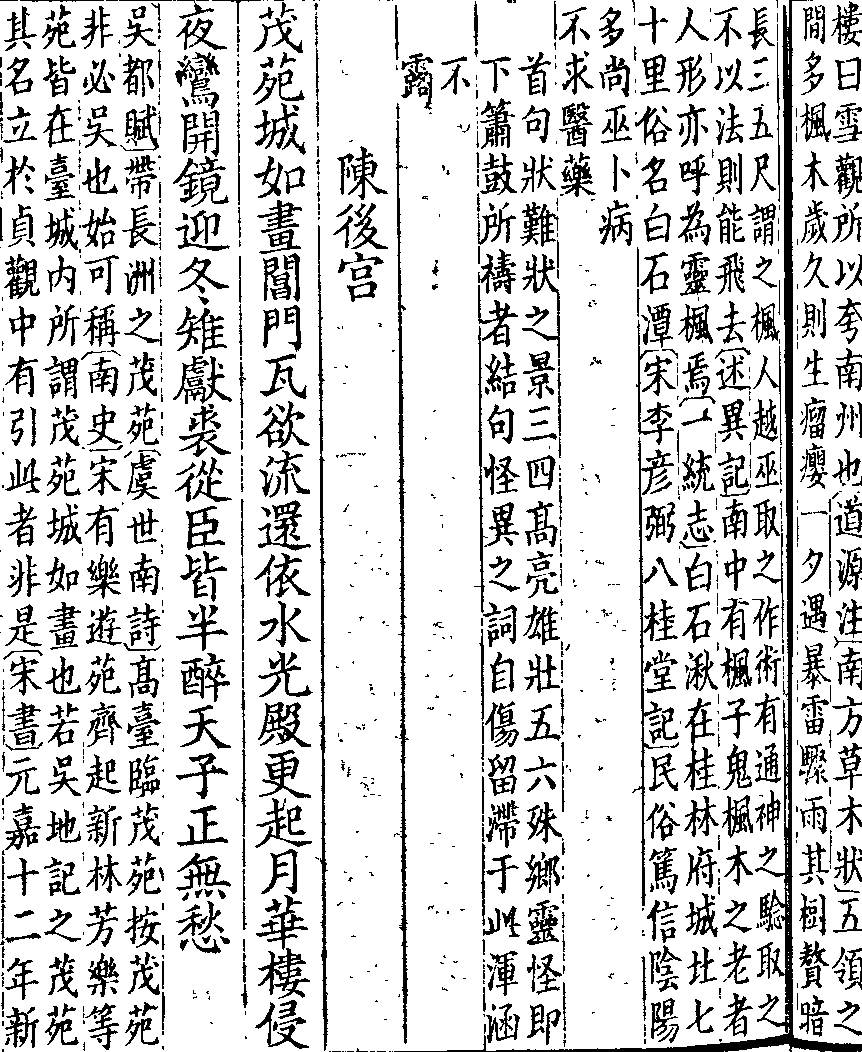 樓曰雪觀所以夸南州也〔道源注〕南方草木狀〕五領之
間多楓木歲久則生瘤癭一夕遇暴雷驟雨其樹贅暗
長三五尺謂之楓人越巫取之作術有通神之驗取之
不以法則能飛去〔述異記〕南中有楓子鬼楓木之老者
人形亦呼為靈楓焉〔一統志〕白石湫在桂林府城北七
十里俗名白石潭〔宋李彥弼八桂堂記〕民俗篤信陰陽
多尚巫卜病
不求醫藥
首句狀難狀之景三四髙亮雄壯五六殊鄉靈怪即
下簫鼓所禱者結句怪異之詞自傷留滯于此渾涵
不
露
陳後宫
茂苑城如畫閶門瓦欲流還依水光殿更起月華樓侵
夜鸞開鏡迎冬雉獻裘從臣皆半醉天子正無愁
吳都賦〕帶長洲之茂苑〔虞世南詩〕髙臺臨茂苑按茂苑
非必吳也始可稱〔南史〕宋有樂遊苑齊起新林芳樂等
苑皆在臺城内所謂茂苑城如畫也若吳地記之茂苑
其名立於貞觀中有引此者非是〔宋書〕元嘉十二年新